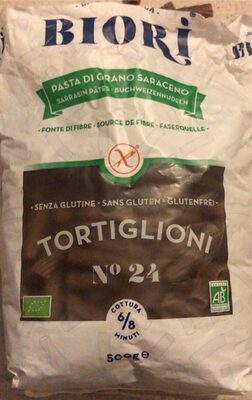 BIORI
PASTA DI GRANO SARACENO
SARRASIN PÂTES · BUCHWEIZENNUDELN
· FONTE DI FIBRE · SOURCE DE FIBRE · FASERQUELLE ·
· SENZA GLUTINE · SANS GLUTEN · GLUTENFREI ·
TORTIGLIONI
Nº 24
COTTURA
6/8
MINUTI
500g e
AB